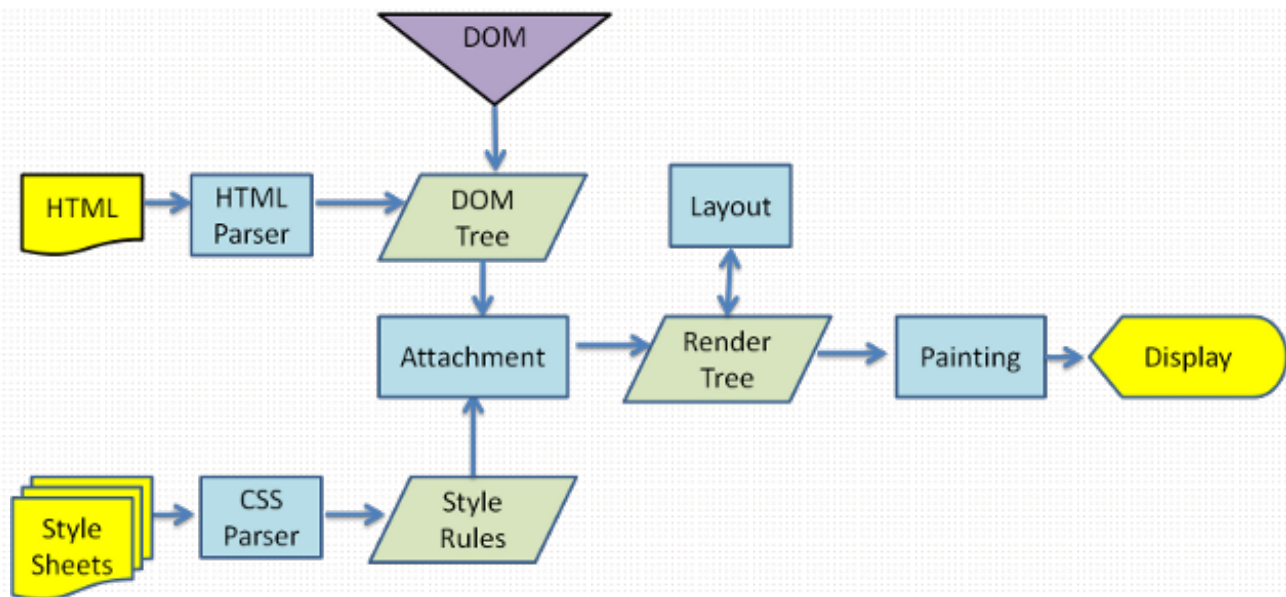 DOM
HTML
HTML
Parser
DOM
Tree
Layout
Attachment
Render
Tree
Painting
Display
Style
Sheets
CSS
Parser
Style
Rules